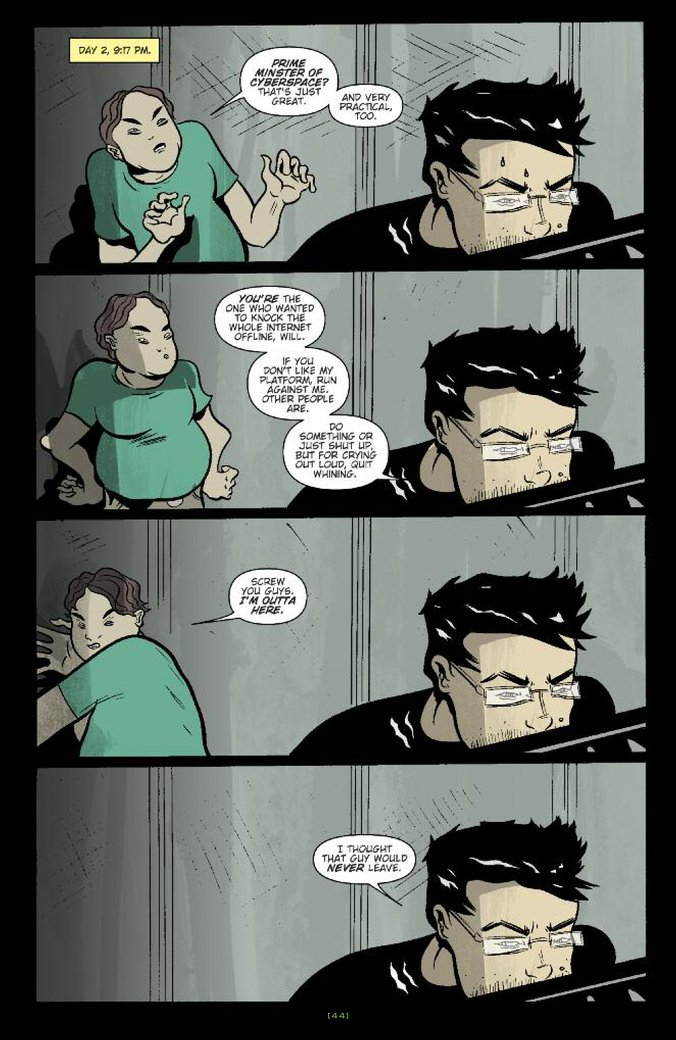 DAY 2, 9:17 PM.
PRIME
MINSTER OF
CYBERSPACE?
THAT'S JUST
GREAT.
AND VERY
PRACTICAL,
TOO.
YOU'RE THE
ONE WHO WANTED
TO KNOCK THE
WHOLE INTERNET
OFFLINE, WILL.
IF YOU
DON'T LIKE MY
PLATFORM, RUN
AGAINST ME.
OTHER PEOPLE
ARE.
DO
SOMETHING OR
JUST SHUT UP,
BUT FOR CRYING
OUT LOUD, QUIT
WHINING.
SCREW
YOU GUYS.
I'M OUTTA
HERE.
I THOUGHT
THAT GUY WOULD
NEVER LEAVE.
[44]